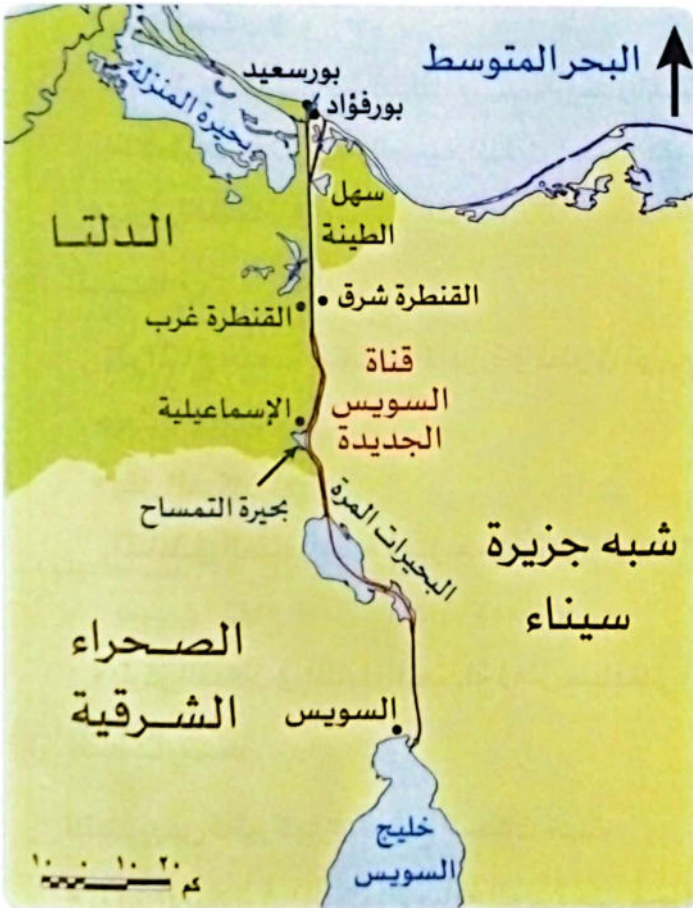 البحر المتوسط
بورسعيد
بورفؤاد
بحيرة المنزلة
سهل
الطينة
الدلتا
القنطرة شرق
القنطرة غرب
قناة
السويس
الجديدة
الإسماعيلية
بحيرة التمساح
البحيرات المرة
شبه جزيرة
سيناء
الصحراء
الشرقية
السويس
خليج
السويس
١٠ ٠ ١٠ ٢٠
كم